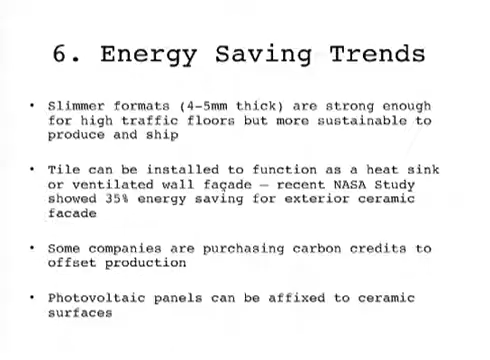 6. Energy Saving Trends
• Slimmer formats (4-5mm thick) are strong enough
for high traffic floors but more sustainable to
produce and ship
• Tile can be installed to function as a heat sink
or ventilated wall façade – recent NASA Study
showed 35% energy saving for exterior ceramic
facade
• Some companies are purchasing carbon credits to
offset production
• Photovoltaic panels can be affixed to ceramic
surfaces